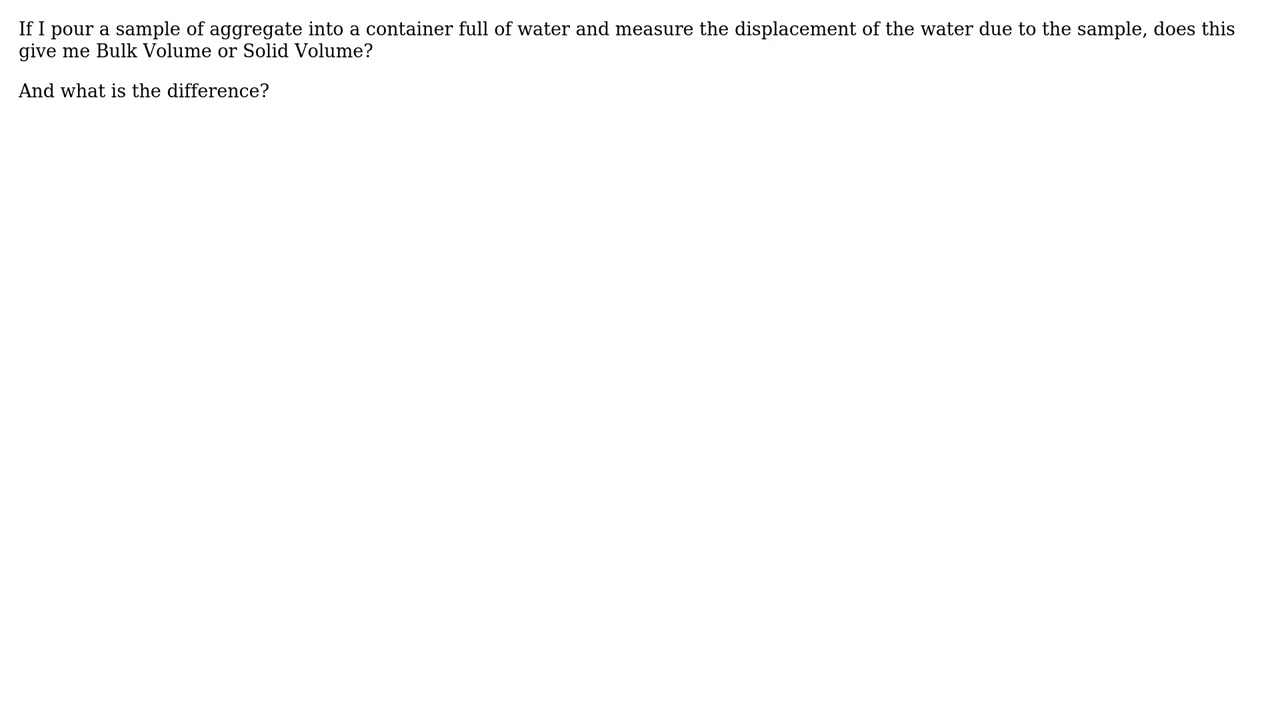 If I pour a sample of aggregate into a container full of water and measure the displacement of the water due to the sample, does this
give me Bulk Volume or Solid Volume?
And what is the difference?